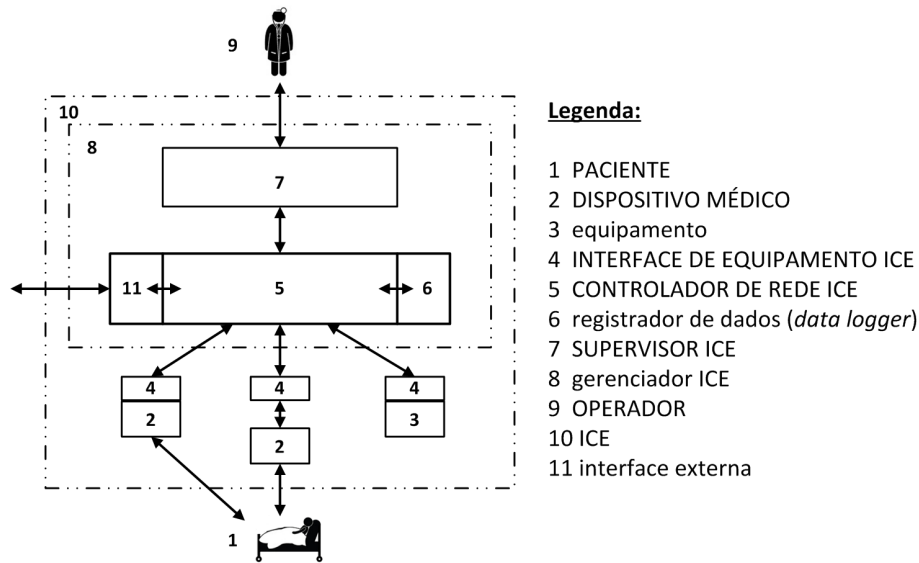 9
10
8
7
11
5
6
4
4
4
2
3
2
1
Legenda:
1 PACIENTE
2 DISPOSITIVO MÉDICO
3 equipamento
4 INTERFACE DE EQUIPAMENTO ICE
5 CONTROLADOR DE REDE ICE
6 registrador de dados (data logger)
7 SUPERVISOR ICE
8 gerenciador ICE
9 OPERADOR
10 ICE
11 interface externa